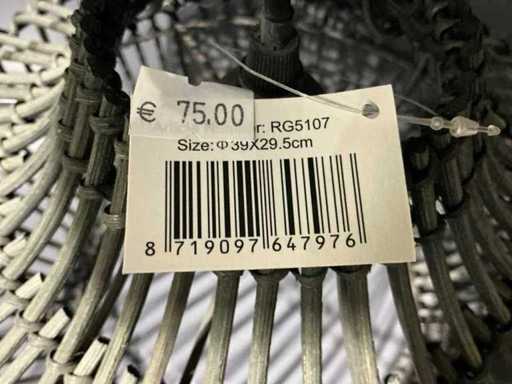 € 75.00
r: RG5107
Size: Φ39X29.5cm
8 719097 647976